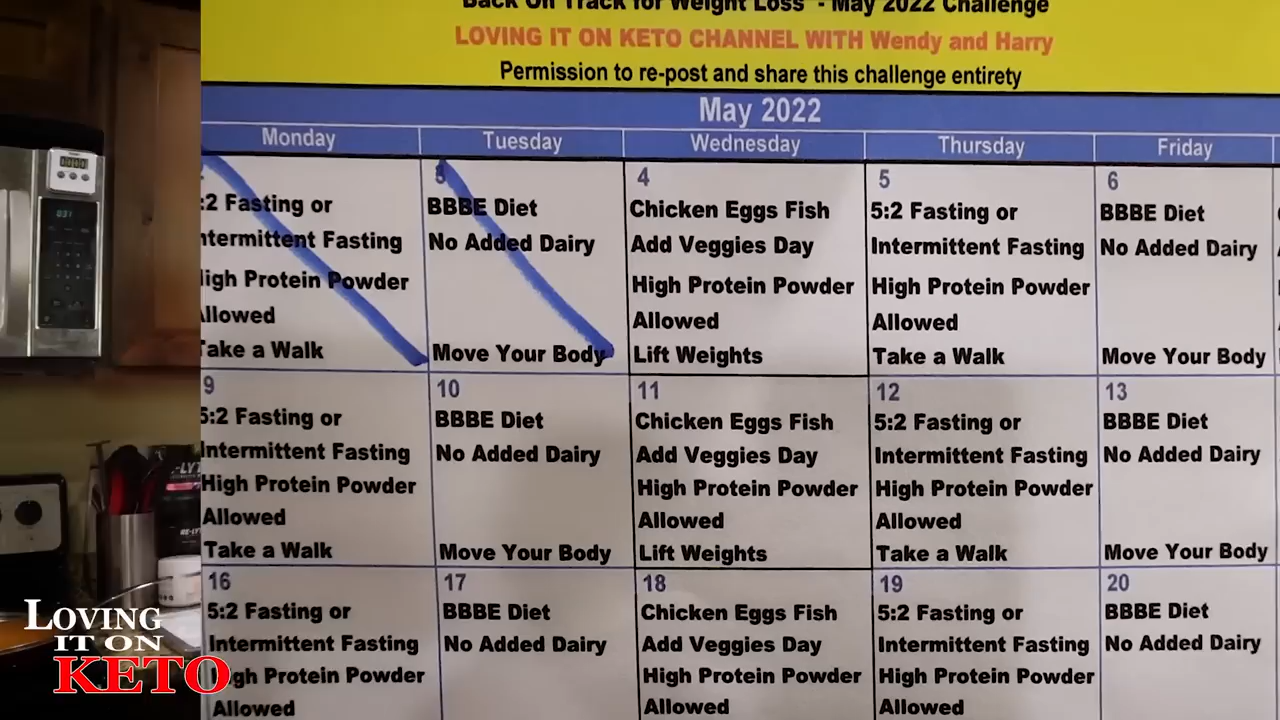 Back On Track for Weight Loss - May 2022 Challenge
LOVING IT ON KETO CHANNEL WITH Wendy and Harry
Permission to re-post and share this challenge entirety
May 2022
Monday Tuesday Wednesday Thursday Friday
3 4 5 6
:2 Fasting or BBBE Diet Chicken Eggs Fish 5:2 Fasting or BBBE Diet
ntermittent Fasting No Added Dairy Add Veggies Day Intermittent Fasting No Added Dairy
High Protein Powder High Protein Powder High Protein Powder
Allowed Allowed Allowed
Take a Walk Move Your Body Lift Weights Take a Walk Move Your Body
9 10 11 12 13
5:2 Fasting or BBBE Diet Chicken Eggs Fish 5:2 Fasting or BBBE Diet
Intermittent Fasting No Added Dairy Add Veggies Day Intermittent Fasting No Added Dairy
High Protein Powder High Protein Powder High Protein Powder
Allowed Allowed Allowed
Take a Walk Move Your Body Lift Weights Take a Walk Move Your Body
16 17 18 19 20
5:2 Fasting or BBBE Diet Chicken Eggs Fish 5:2 Fasting or BBBE Diet
Intermittent Fasting No Added Dairy Add Veggies Day Intermittent Fasting No Added Dairy
gh Protein Powder High Protein Powder High Protein Powder
Allowed Allowed Allowed
LOVING
IT ON
KETO